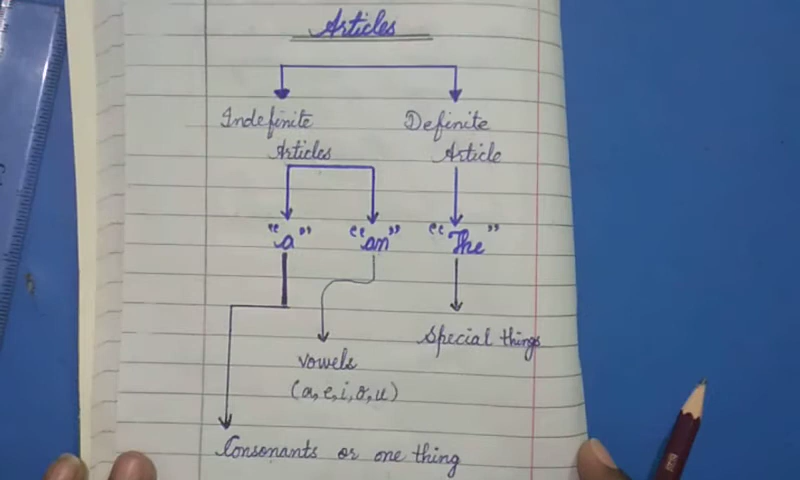 Articles
Indefinite
Articles
Definite
Article
"a"
"an"
"The"
Special things
Vowels
(a, e, i, o, u)
Consonants or one thing